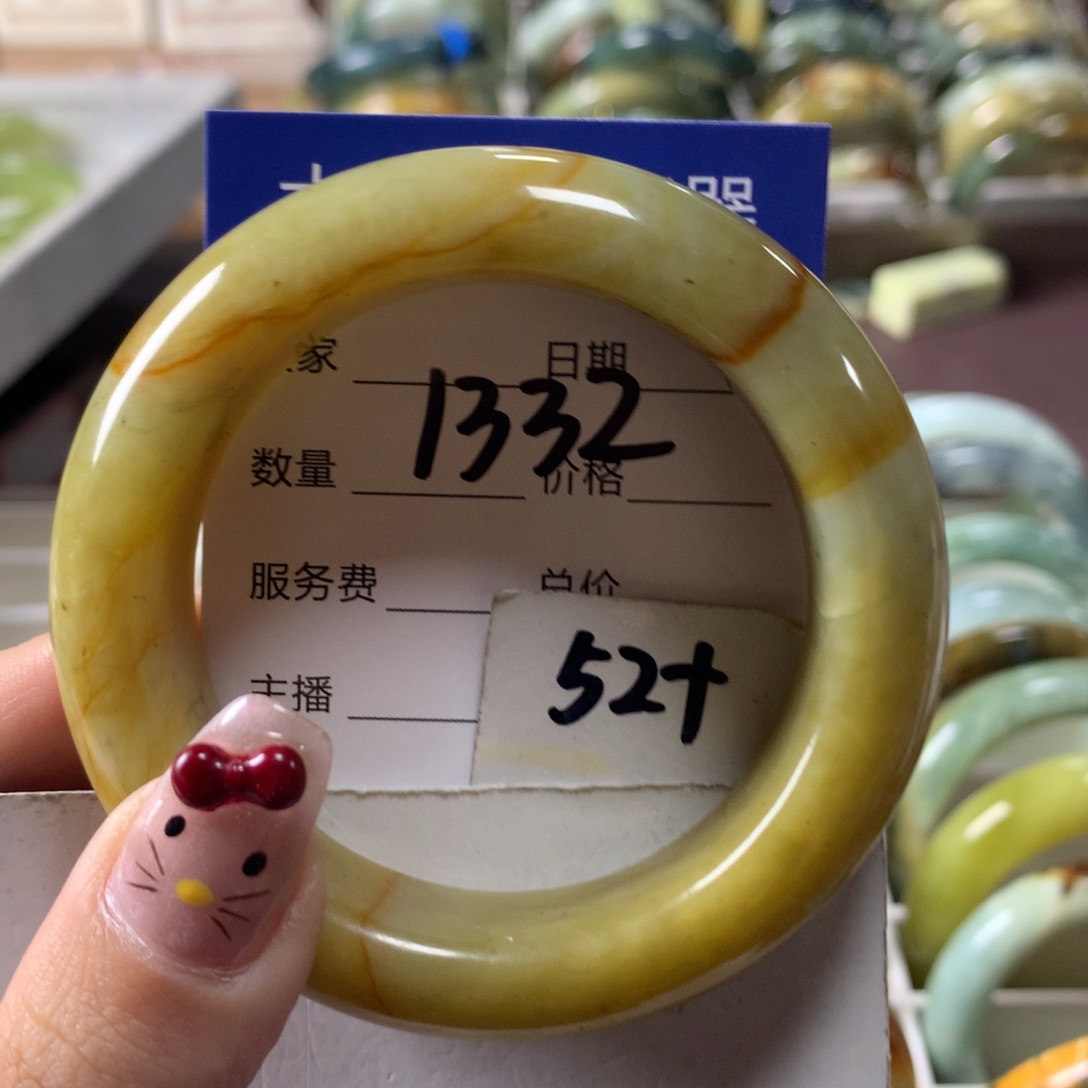 家 日期
1332
数量 价格
服务费 总价
主播 52+